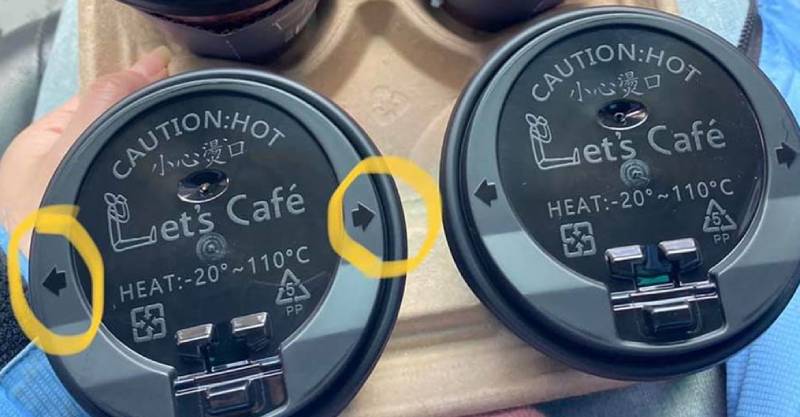 CAUTION:HOT
小心燙口
Let's Café
HEAT:-20°~110°C
5
PP
CAUTION:HOT
小心燙口
Let's Café
HEAT:-20°~110°C
5
PP